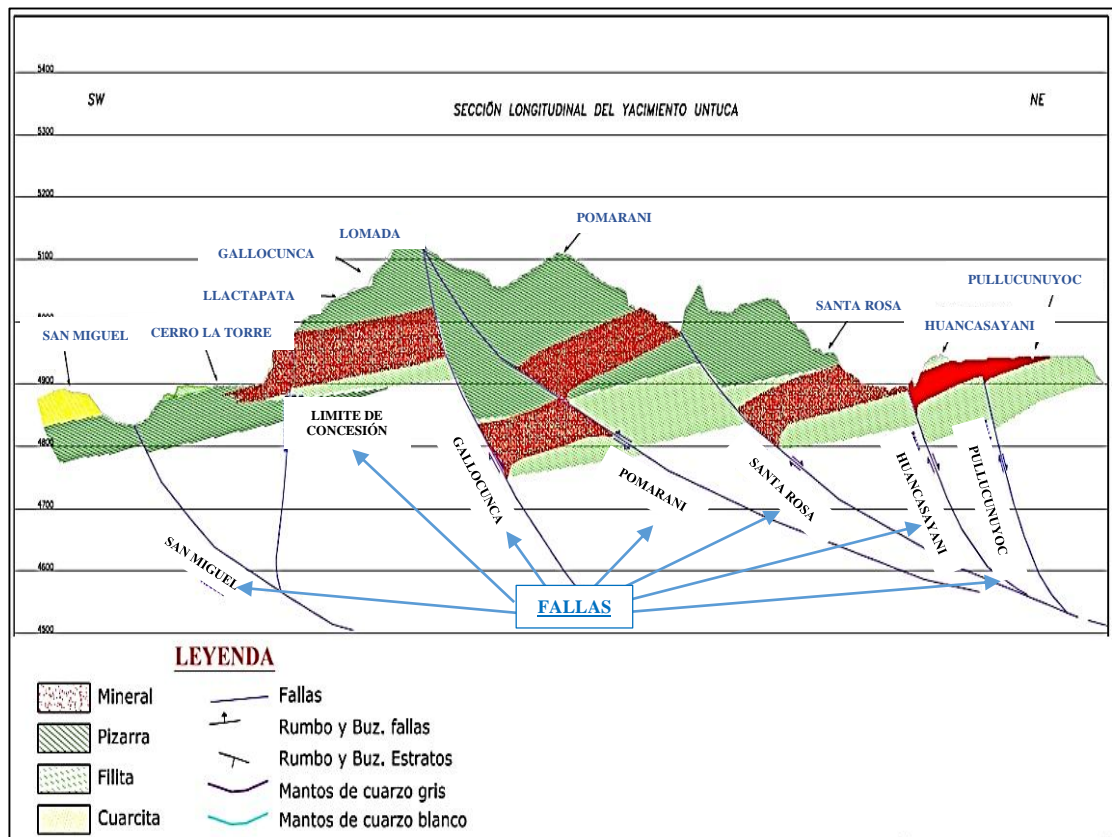 5400
SW
NE
SECCIÓN LONGITUDINAL DEL YACIMIENTO UNTUCA
5300
5200
POMARANI
LOMADA
GALLOCUNCA
5100
PULLUCUNUYOC
LLACTAPATA
SANTA ROSA
SAN MIGUEL
CERRO LA TORRE
HUANCASAYANI
4900
LIMITE DE
CONCESIÓN
4800
GALLOCUNCA
POMARANI
SANTA ROSA
HUANCASAYANI
PULLUCUNUYOC
4700
SAN MIGUEL
4600
FALLAS
4500
LEYENDA
Mineral
Pizarra
Filita
Cuarcita
Fallas
Rumbo y Buz. fallas
Rumbo y Buz. Estratos
Mantos de cuarzo gris
Mantos de cuarzo blanco